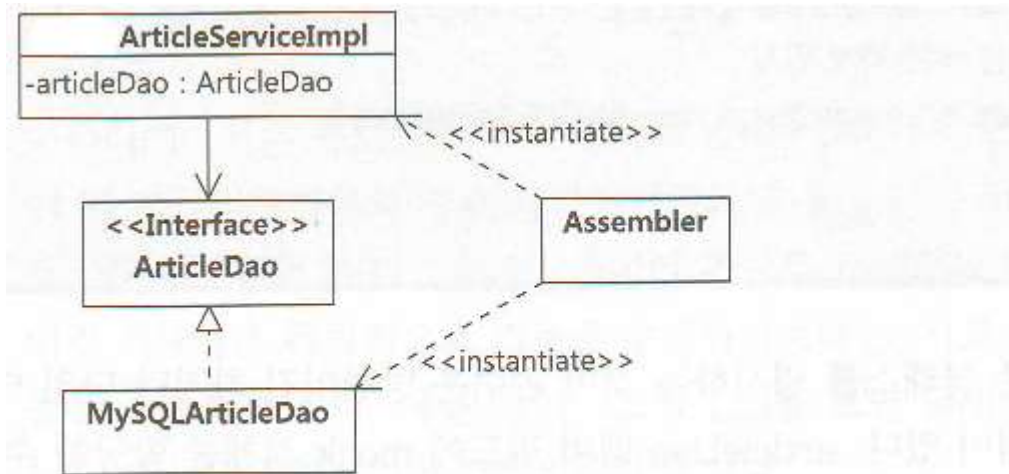 ArticleServiceImpl
-articleDao : ArticleDao
<<instantiate>>
<<Interface>>
ArticleDao
Assembler
<<instantiate>>
MySQLArticleDao